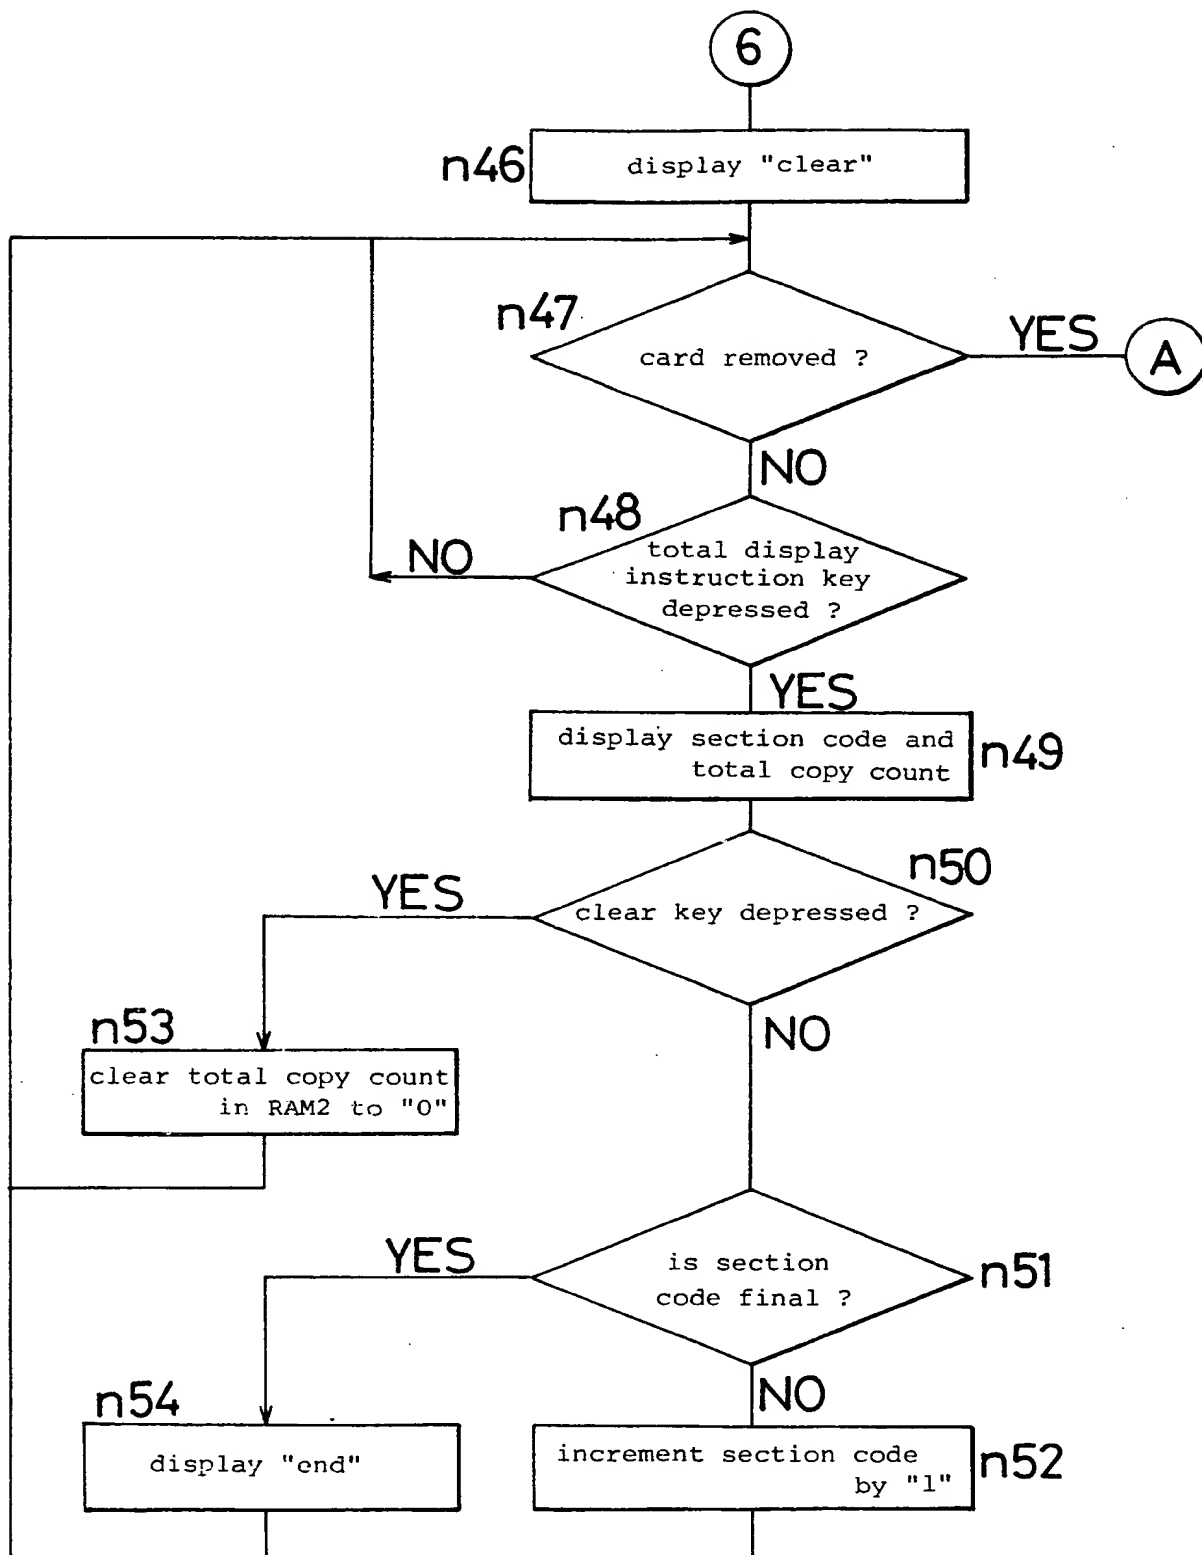 6
n46
display "clear"
n47
card removed ?
YES
A
NO
n48
total display
instruction key
depressed ?
NO
YES
display section code and
total copy count
n49
n50
clear key depressed ?
YES
NO
n53
clear total copy count
in RAM2 to "0"
YES
is section
code final ?
n51
n54
NO
display "end"
increment section code
by "1"
n52